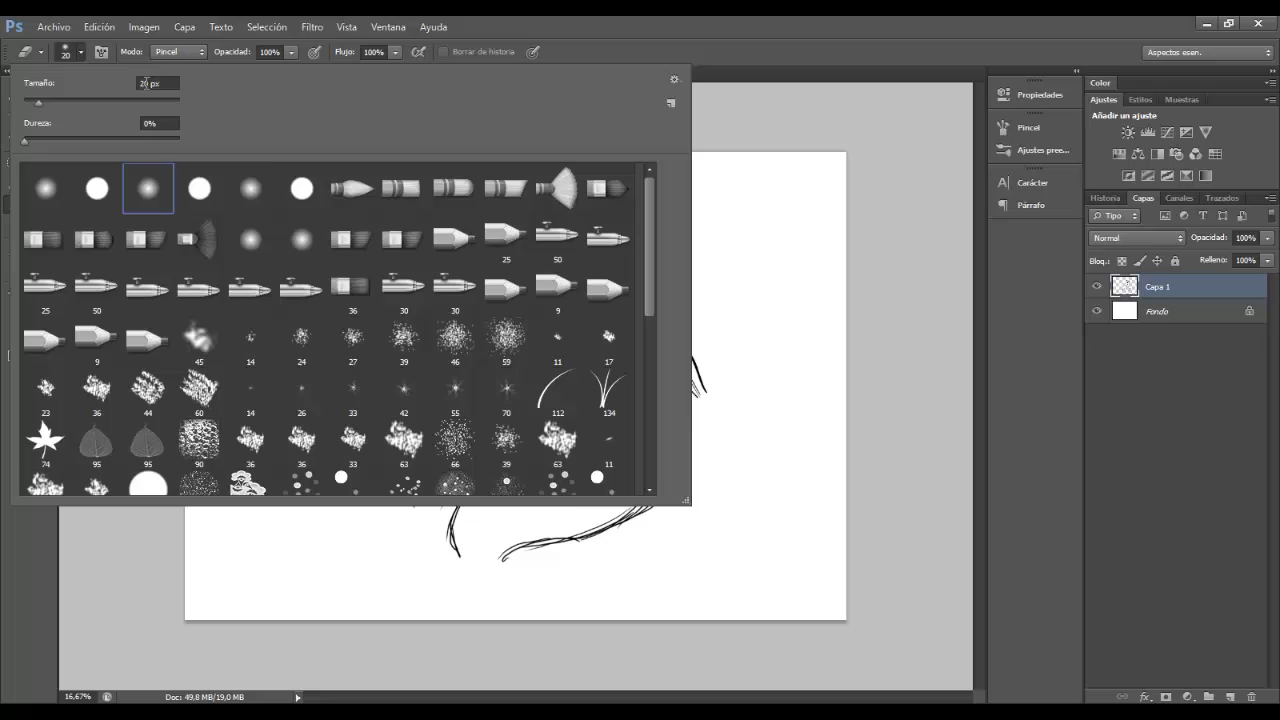 Ps Archivo Edición Imagen Capa Texto Selección Filtro Vista Ventana Ayuda
20 Modo: Pincel Opacidad: 100% Flujo: 100% Borrar de historia Aspectos esen.
Tamaño: 20 px
Dureza: 0%
25 50
25 50 36 30 30 9
9 45 14 24 27 39 46 59 11 17
23 36 44 60 14 26 33 42 55 70 112 134
74 95 95 90 36 36 33 63 66 39 63 11
Propiedades
Pincel
Ajustes pree...
Carácter
Párrafo
Color
Ajustes Estilos Muestras
Añadir un ajuste
Historia Capas Canales Trazados
Tipo
Normal Opacidad: 100%
Bloq.: Relleno: 100%
Capa 1
Fondo
16,67% Doc: 49,8 MB/19,0 MB
fx